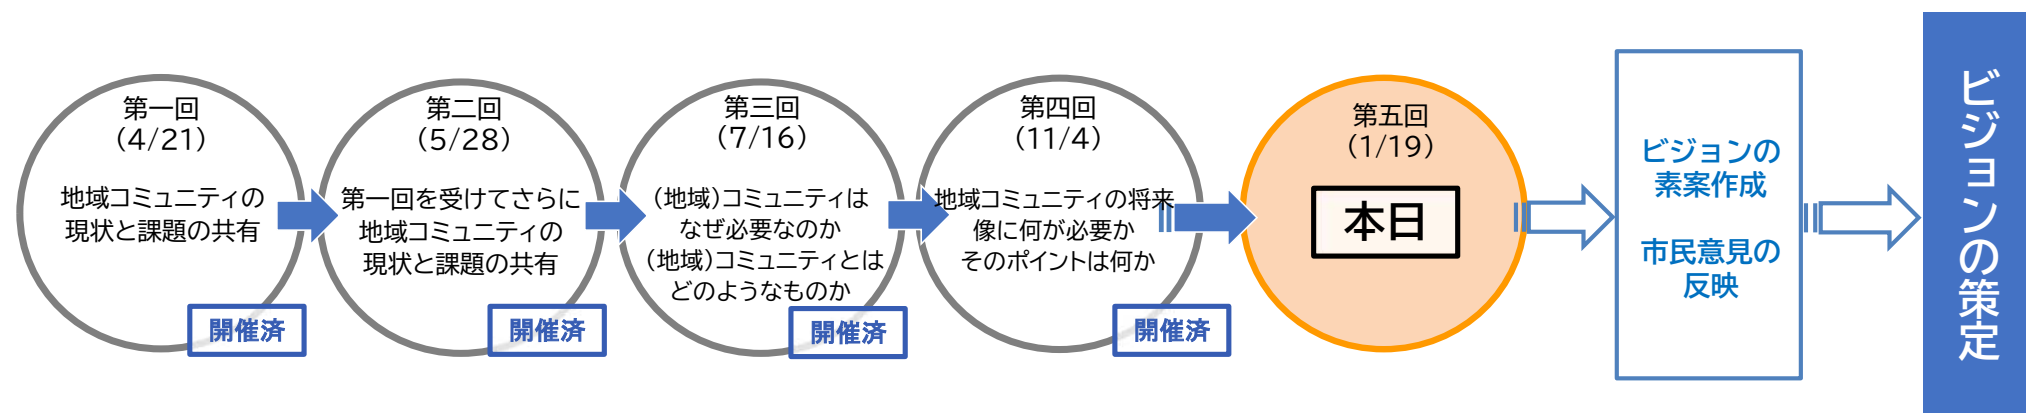 第一回
(4/21)
地域コミュニティの
現状と課題の共有
開催済
第二回
(5/28)
第一回を受けてさらに
地域コミュニティの
現状と課題の共有
開催済
第三回
(7/16)
(地域)コミュニティは
なぜ必要なのか
(地域)コミュニティとは
どのようなものか
開催済
第四回
(11/4)
地域コミュニティの将来
像に何が必要か
そのポイントは何か
開催済
第五回
(1/19)
本日
ビジョンの
素案作成
市民意見の
反映
ビジョンの策定